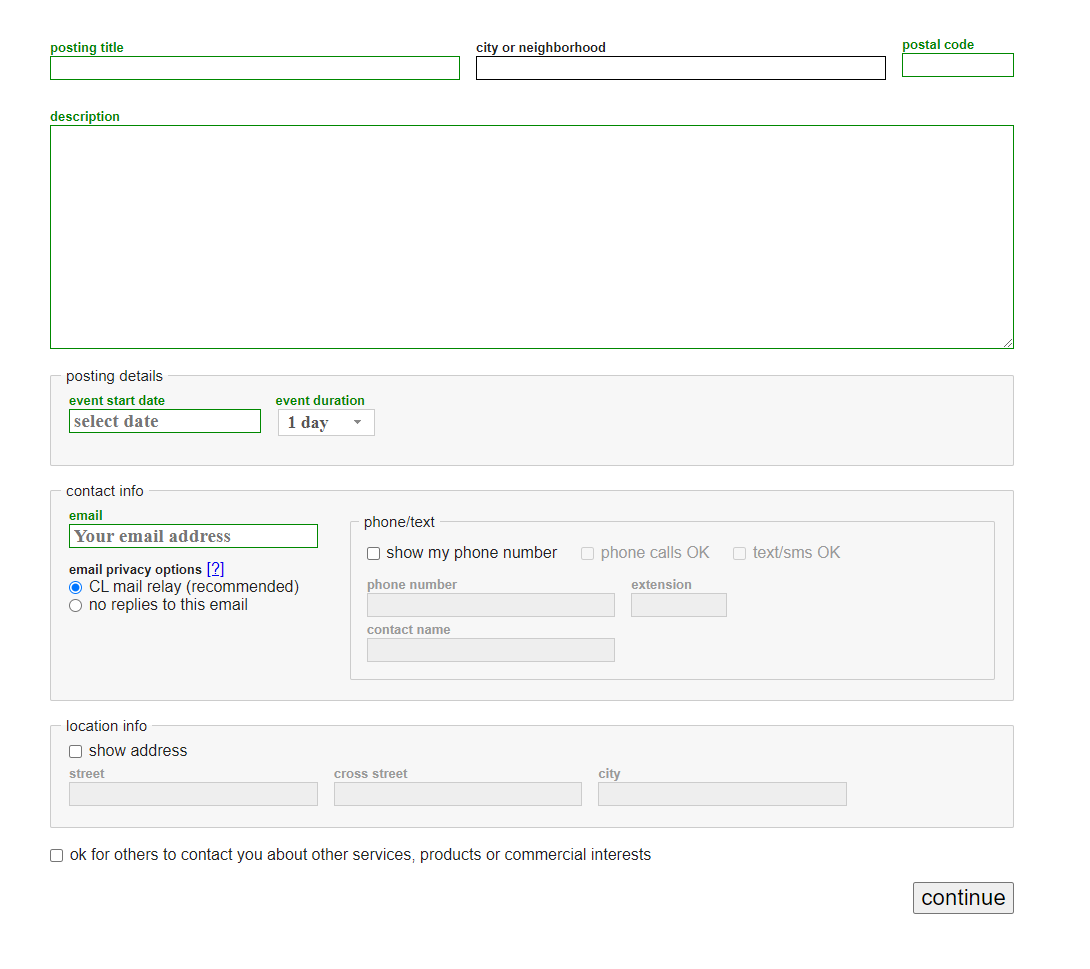 posting title city or neighborhood postal code
description
posting details
event start date event duration
select date 1 day
contact info
email
Your email address
email privacy options [?]
CL mail relay (recommended)
no replies to this email
phone/text
show my phone number phone calls OK text/sms OK
phone number extension
contact name
location info
show address
street cross street city
ok for others to contact you about other services, products or commercial interests
continue